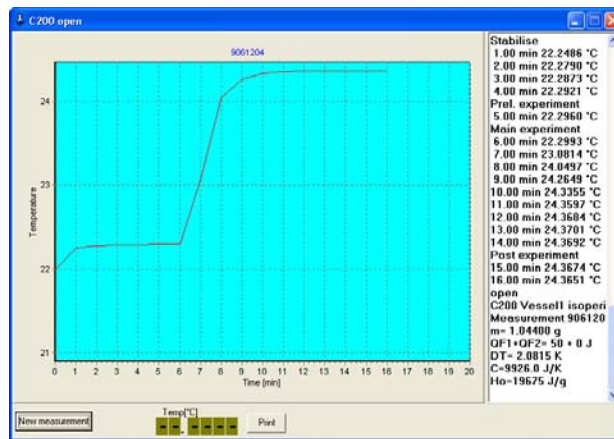 C200 open
9061204
Temperature
24
23
22
21
0 1 2 3 4 5 6 7 8 9 10 11 12 13 14 15 16 17 18 19 20
Time [min]
New measurement
Temp[°C]
--.----
Print
Stabilise
1.00 min 22.2486 °C
2.00 min 22.2790 °C
3.00 min 22.2873 °C
4.00 min 22.2921 °C
Prel. experiment
5.00 min 22.2960 °C
Main experiment
6.00 min 22.2993 °C
7.00 min 23.0814 °C
8.00 min 24.0497 °C
9.00 min 24.2649 °C
10.00 min 24.3355 °C
11.00 min 24.3597 °C
12.00 min 24.3684 °C
13.00 min 24.3701 °C
14.00 min 24.3692 °C
Post experiment
15.00 min 24.3674 °C
16.00 min 24.3651 °C
open
C200 Vessel1 isoperi
Measurement 906120
m= 1.04400 g
QF1+QF2= 50 + 0 J
DT= 2.0815 K
C=9926.0 J/K
Ho=19675 J/g